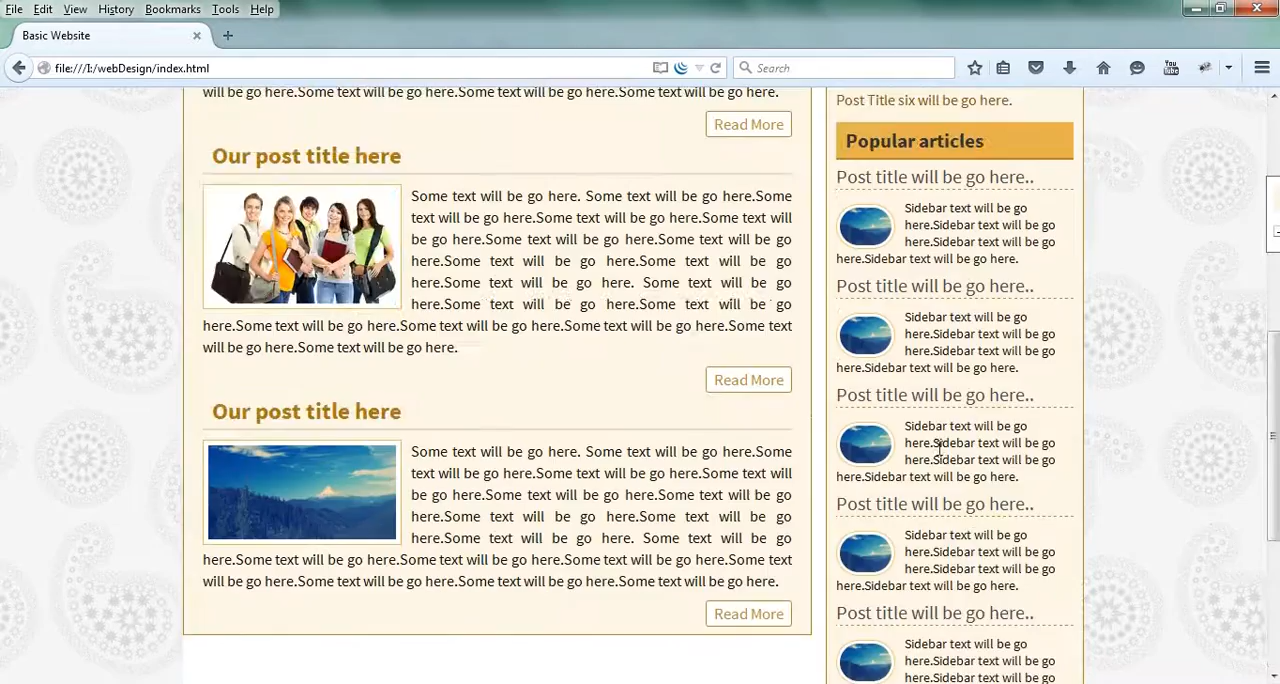 File Edit View History Bookmarks Tools Help
Basic Website
file:///I:/webDesign/index.html
Search
You
Tube
will be go here.Some text will be go here.Some text will be go here.Some text will be go here.
Read More
Our post title here
Some text will be go here. Some text will be go here.Some
text will be go here.Some text will be go here.Some text will
be go here.Some text will be go here.Some text will be go
here.Some text will be go here.Some text will be go
here.Some text will be go here. Some text will be go
here.Some text will be go here.Some text will be go
here.Some text will be go here.Some text will be go here.Some text will be go here.Some text
will be go here.Some text will be go here.
Read More
Our post title here
Some text will be go here. Some text will be go here.Some
text will be go here.Some text will be go here.Some text will
be go here.Some text will be go here.Some text will be go
here.Some text will be go here.Some text will be go
here.Some text will be go here. Some text will be go
here.Some text will be go here.Some text will be go here.Some text will be go here.Some text
will be go here.Some text will be go here.Some text will be go here.Some text will be go here.
Read More
Post Title six will be go here.
Popular articles
Post title will be go here..
Sidebar text will be go
here.Sidebar text will be go
here.Sidebar text will be go
here.Sidebar text will be go here.
Post title will be go here..
Sidebar text will be go
here.Sidebar text will be go
here.Sidebar text will be go
here.Sidebar text will be go here.
Post title will be go here..
Sidebar text will be go
here.Sidebar text will be go
here.Sidebar text will be go
here.Sidebar text will be go here.
Post title will be go here..
Sidebar text will be go
here.Sidebar text will be go
here.Sidebar text will be go
here.Sidebar text will be go here.
Post title will be go here..
Sidebar text will be go
here.Sidebar text will be go
here.Sidebar text will be go